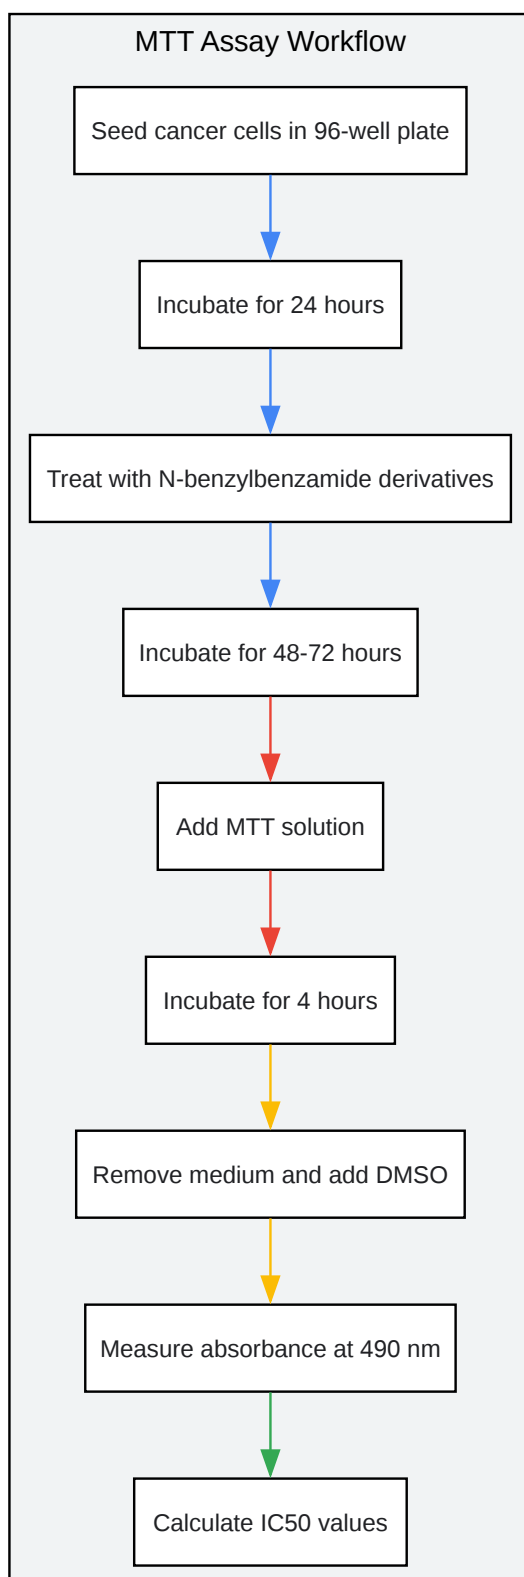 MTT Assay Workflow
Seed cancer cells in 96-well plate
Incubate for 24 hours
Treat with N-benzylbenzamide derivatives
Incubate for 48-72 hours
Add MTT solution
Incubate for 4 hours
Remove medium and add DMSO
Measure absorbance at 490 nm
Calculate IC50 values